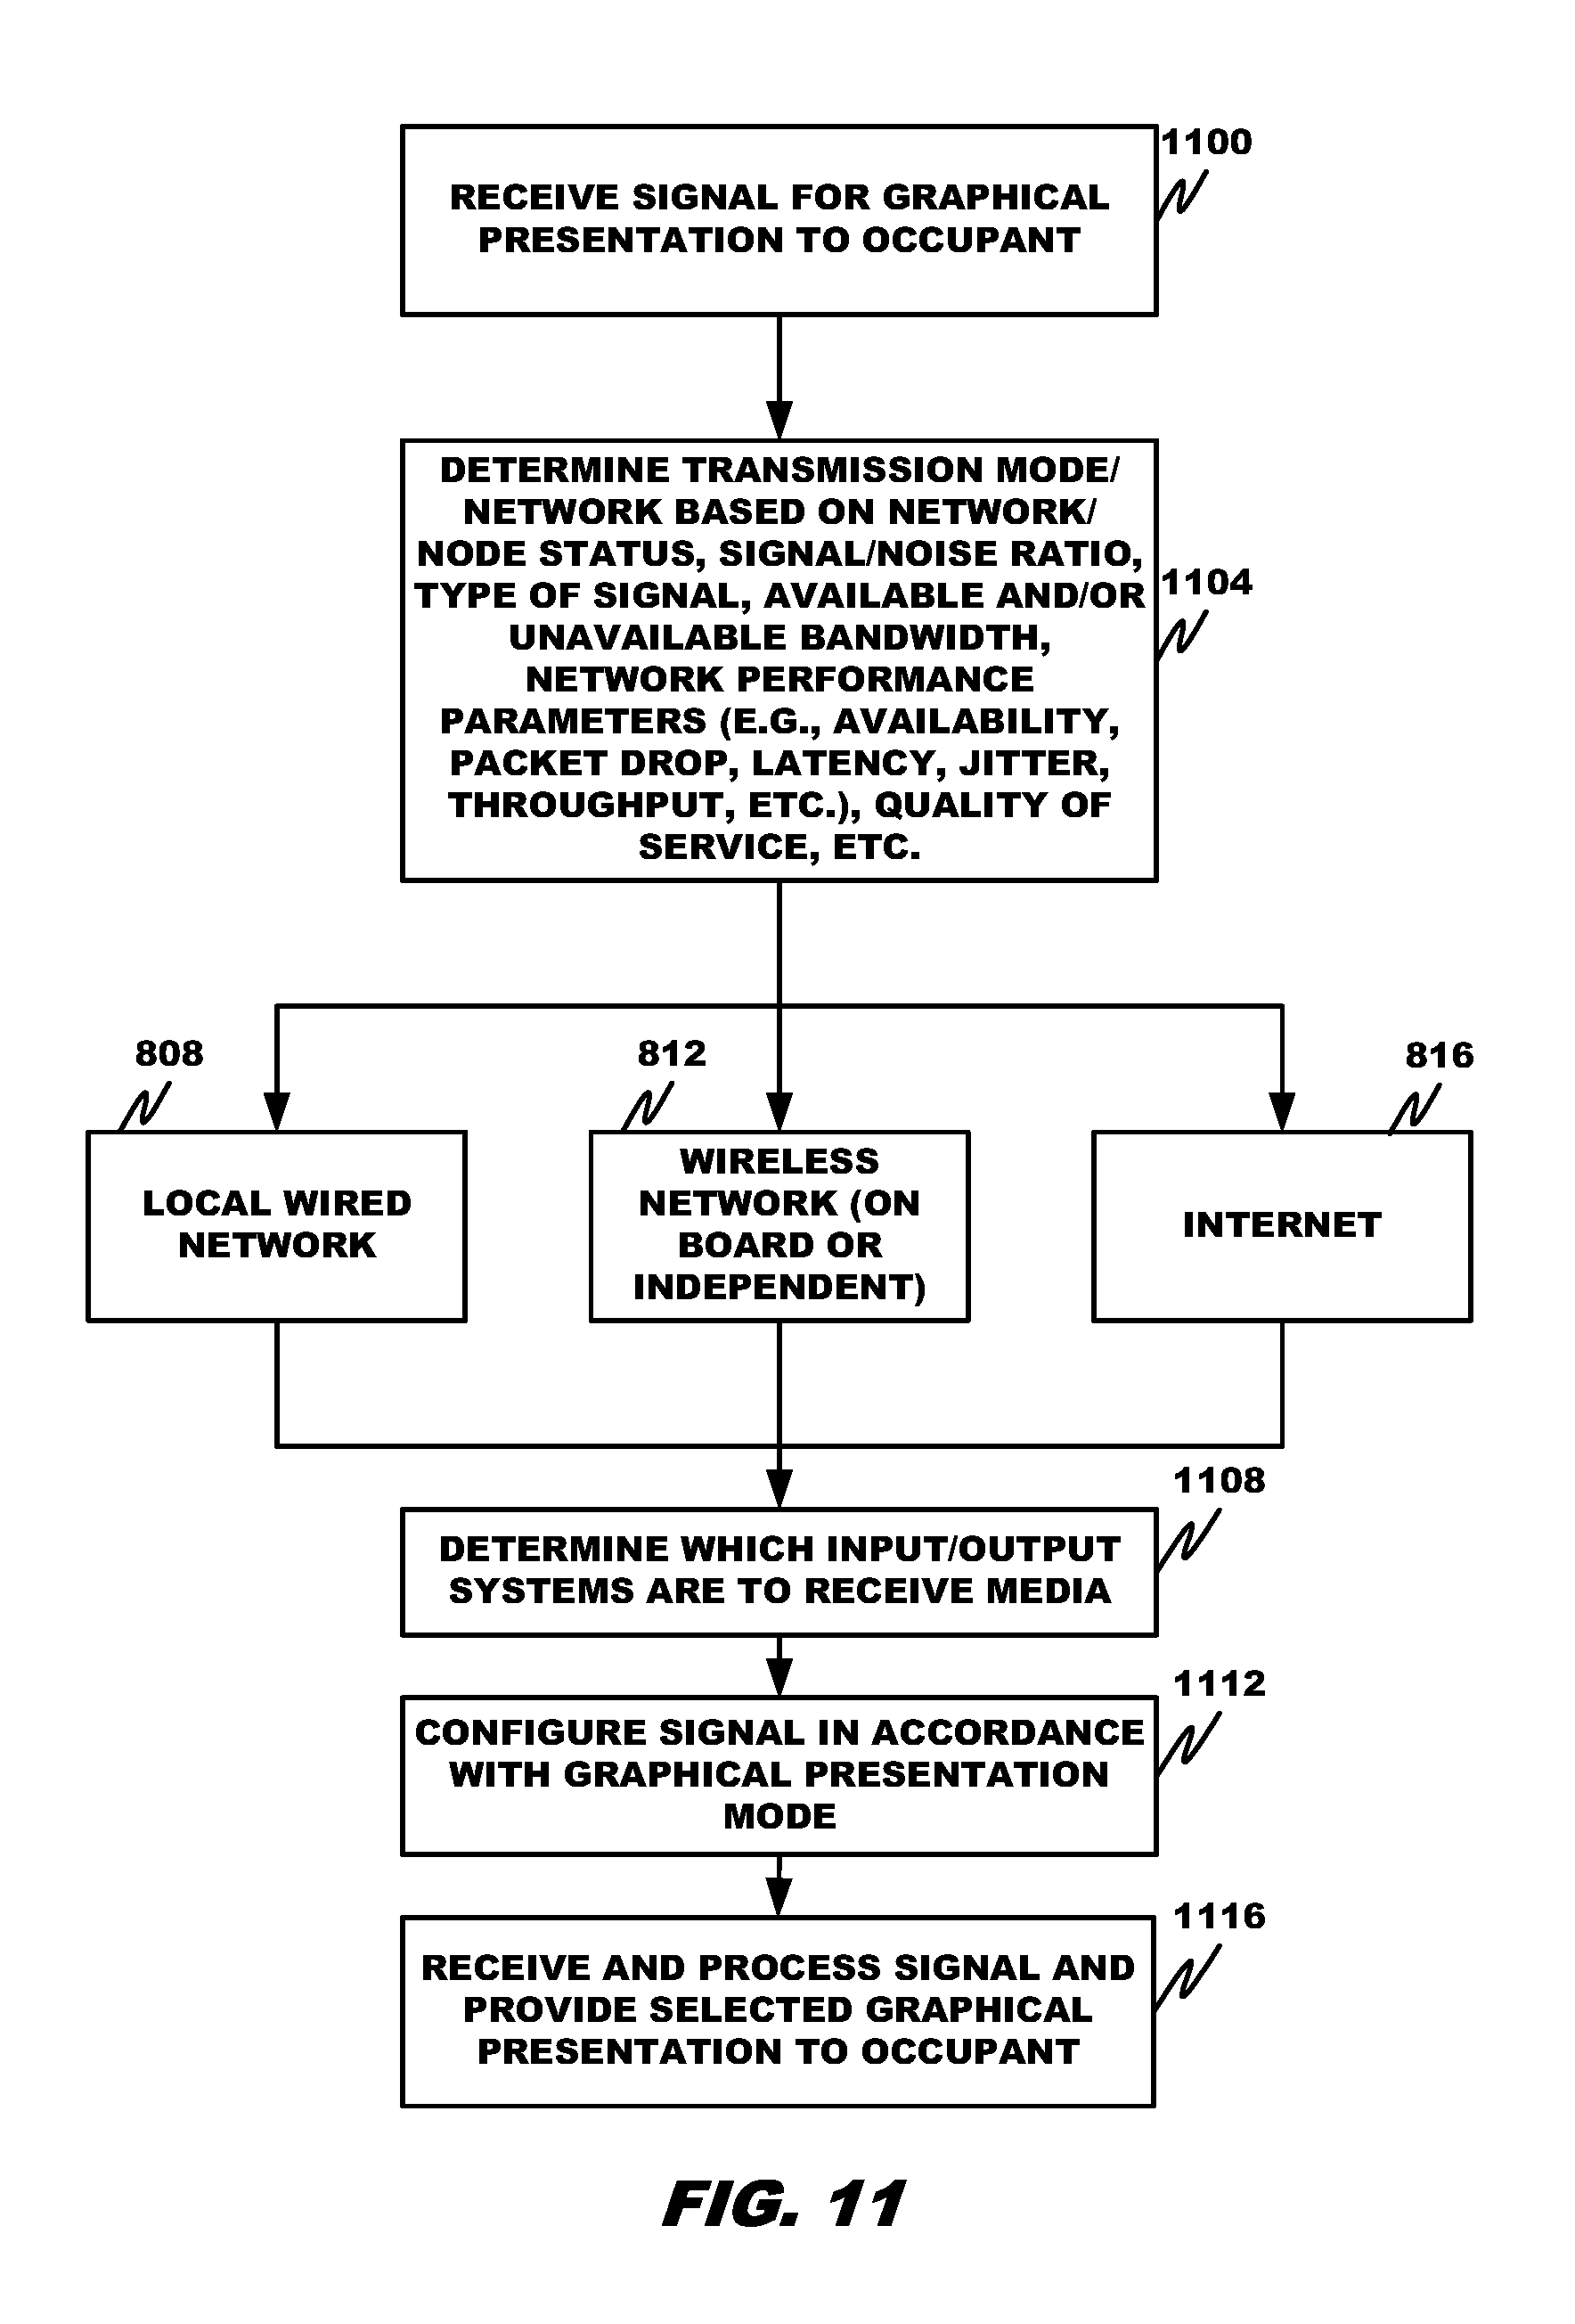 1100
RECEIVE SIGNAL FOR GRAPHICAL
PRESENTATION TO OCCUPANT
DETERMINE TRANSMISSION MODE/
NETWORK BASED ON NETWORK/
NODE STATUS, SIGNAL/NOISE RATIO,
TYPE OF SIGNAL, AVAILABLE AND/OR
UNAVAILABLE BANDWIDTH,
NETWORK PERFORMANCE
PARAMETERS (E.G., AVAILABILITY,
PACKET DROP, LATENCY, JITTER,
THROUGHPUT, ETC.), QUALITY OF
SERVICE, ETC.
1104
808
LOCAL WIRED
NETWORK
812
WIRELESS
NETWORK (ON
BOARD OR
INDEPENDENT)
816
INTERNET
1108
DETERMINE WHICH INPUT/OUTPUT
SYSTEMS ARE TO RECEIVE MEDIA
1112
CONFIGURE SIGNAL IN ACCORDANCE
WITH GRAPHICAL PRESENTATION
MODE
1116
RECEIVE AND PROCESS SIGNAL AND
PROVIDE SELECTED GRAPHICAL
PRESENTATION TO OCCUPANT
FIG. 11